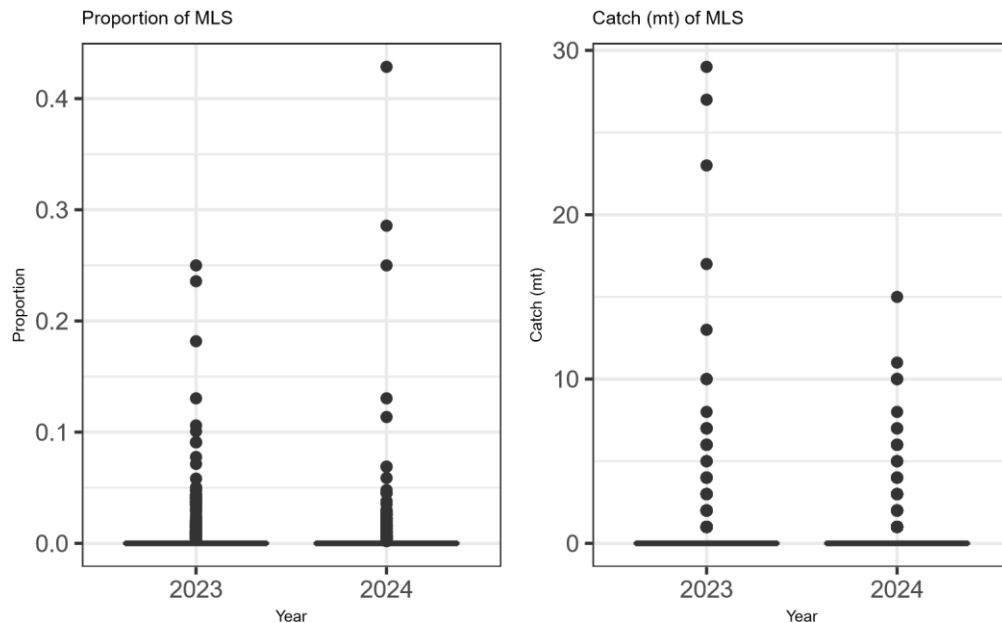 Proportion of MLS
0.4
0.3
0.2
0.1
0.0
Proportion
2023 2024
Year
Catch (mt) of MLS
30
20
10
0
Catch (mt)
2023 2024
Year